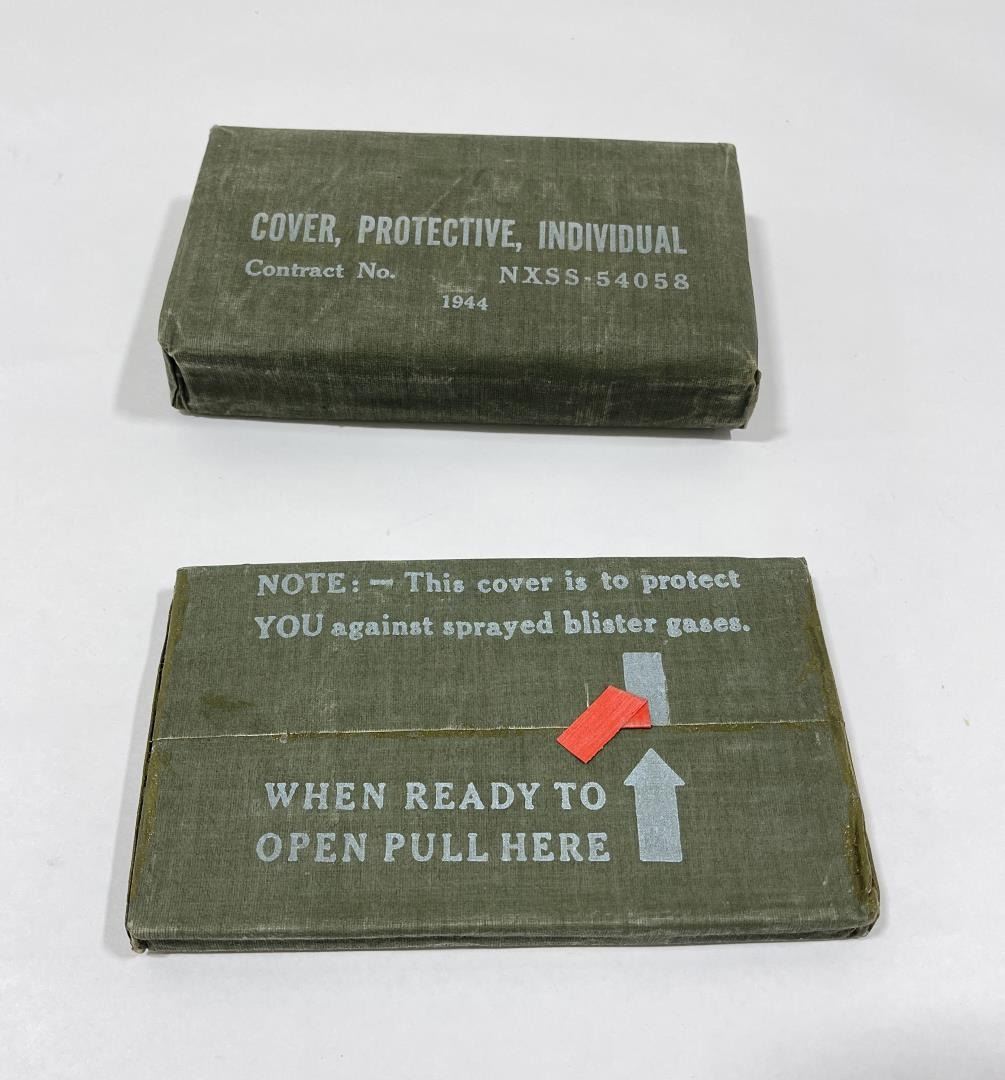 COVER, PROTECTIVE, INDIVIDUAL
Contract No. NXSS-54058
1944
NOTE: — This cover is to protect
YOU against sprayed blister gases.
WHEN READY TO
OPEN PULL HERE